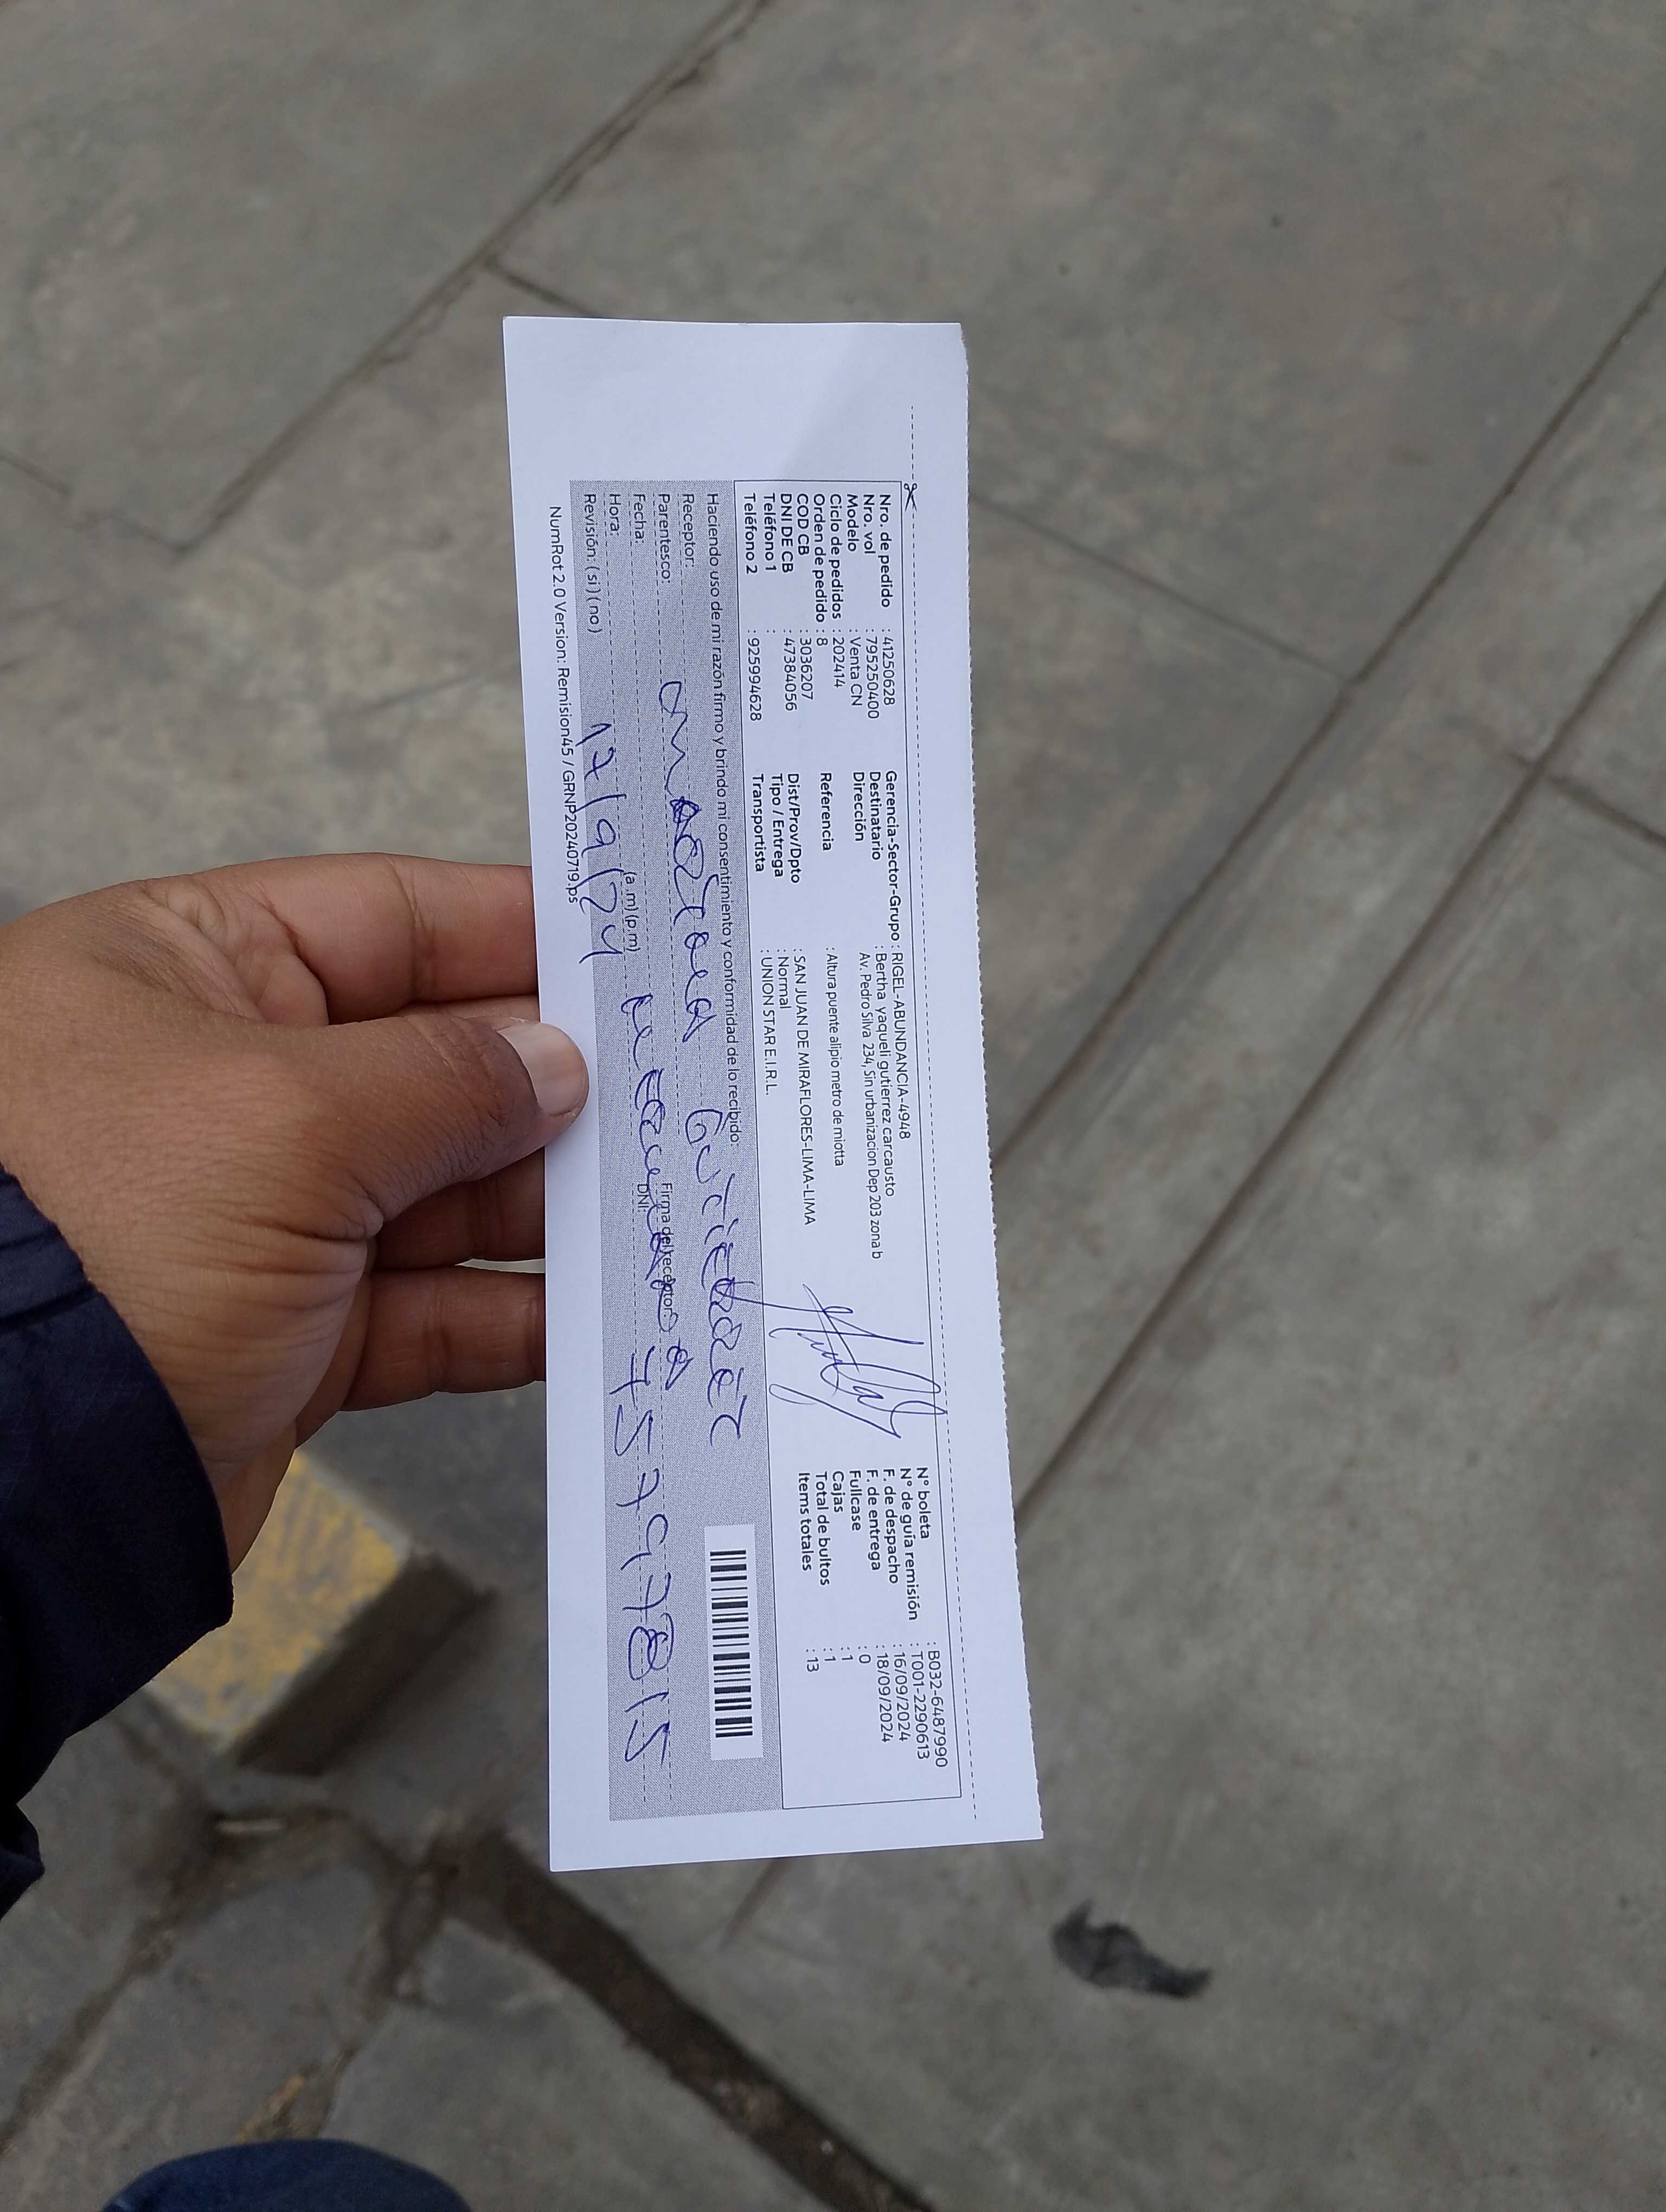 Nro. de pedido : 41250628
Nro. vol : 795250400
Modelo : Venta CN
Ciclo de pedidos : 202414
Orden de pedido : 8
COD CB : 3036207
DNI DE CB : 47384056
Teléfono 1 :
Teléfono 2 : 925994628
Gerencia-Sector-Grupo : RIGEL-ABUNDANCIA-4948
Destinatario : Bertha yaqueli gutierrez carcausto
Dirección Av. Pedro Silva 234, Sin urbanizacion Dep 203 zona b
Referencia : Altura puente alipio metro de miotta
Dist/Prov/Dpto : SAN JUAN DE MIRAFLORES-LIMA-LIMA
Tipo / Entrega : Normal
Transportista : UNION STAR E.I.R.L.
N° boleta : B032-6487990
N° de guía remisión : T001-2290613
F. de despacho : 16/09/2024
F. de entrega : 18/09/2024
Fullcase : 0
Cajas : 1
Total de bultos : 1
Items totales : 13
Haciendo uso de mi razón firmo y brindo mi consentimiento y conformidad de lo recibido:
Receptor:
Parentesco:
Firma del receptor:
Fecha:
DNI: 75797815
Hora: (a.m) (p.m)
17/9/24
Revisión: (si) (no)
NumRot 2.0 Version: Remision45 / GRNP20240719.ps